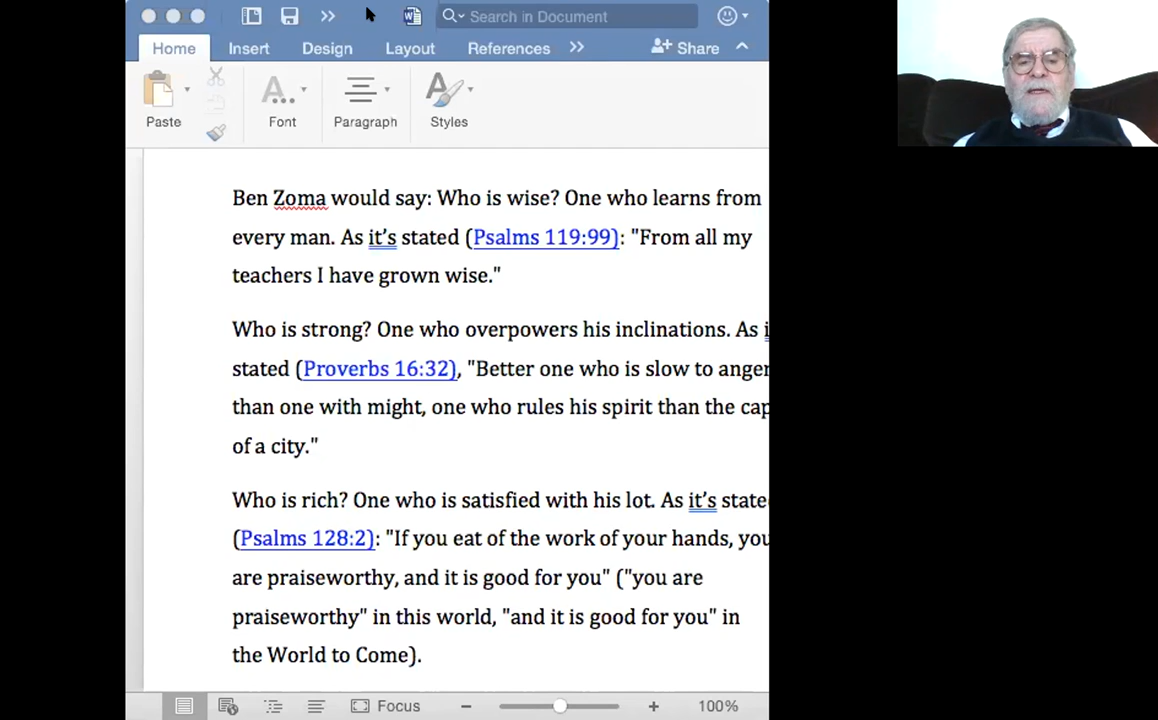 Search in Document
Home Insert Design Layout References Share
Paste Font Paragraph Styles
Ben Zoma would say: Who is wise? One who learns from
every man. As it’s stated (Psalms 119:99): "From all my
teachers I have grown wise."
Who is strong? One who overpowers his inclinations. As
stated (Proverbs 16:32), "Better one who is slow to anger
than one with might, one who rules his spirit than the
of a city."
Who is rich? One who is satisfied with his lot. As it’s
(Psalms 128:2): "If you eat of the work of your hands, you
are praiseworthy, and it is good for you" ("you are
praiseworthy" in this world, "and it is good for you" in
the World to Come).
Focus 100%